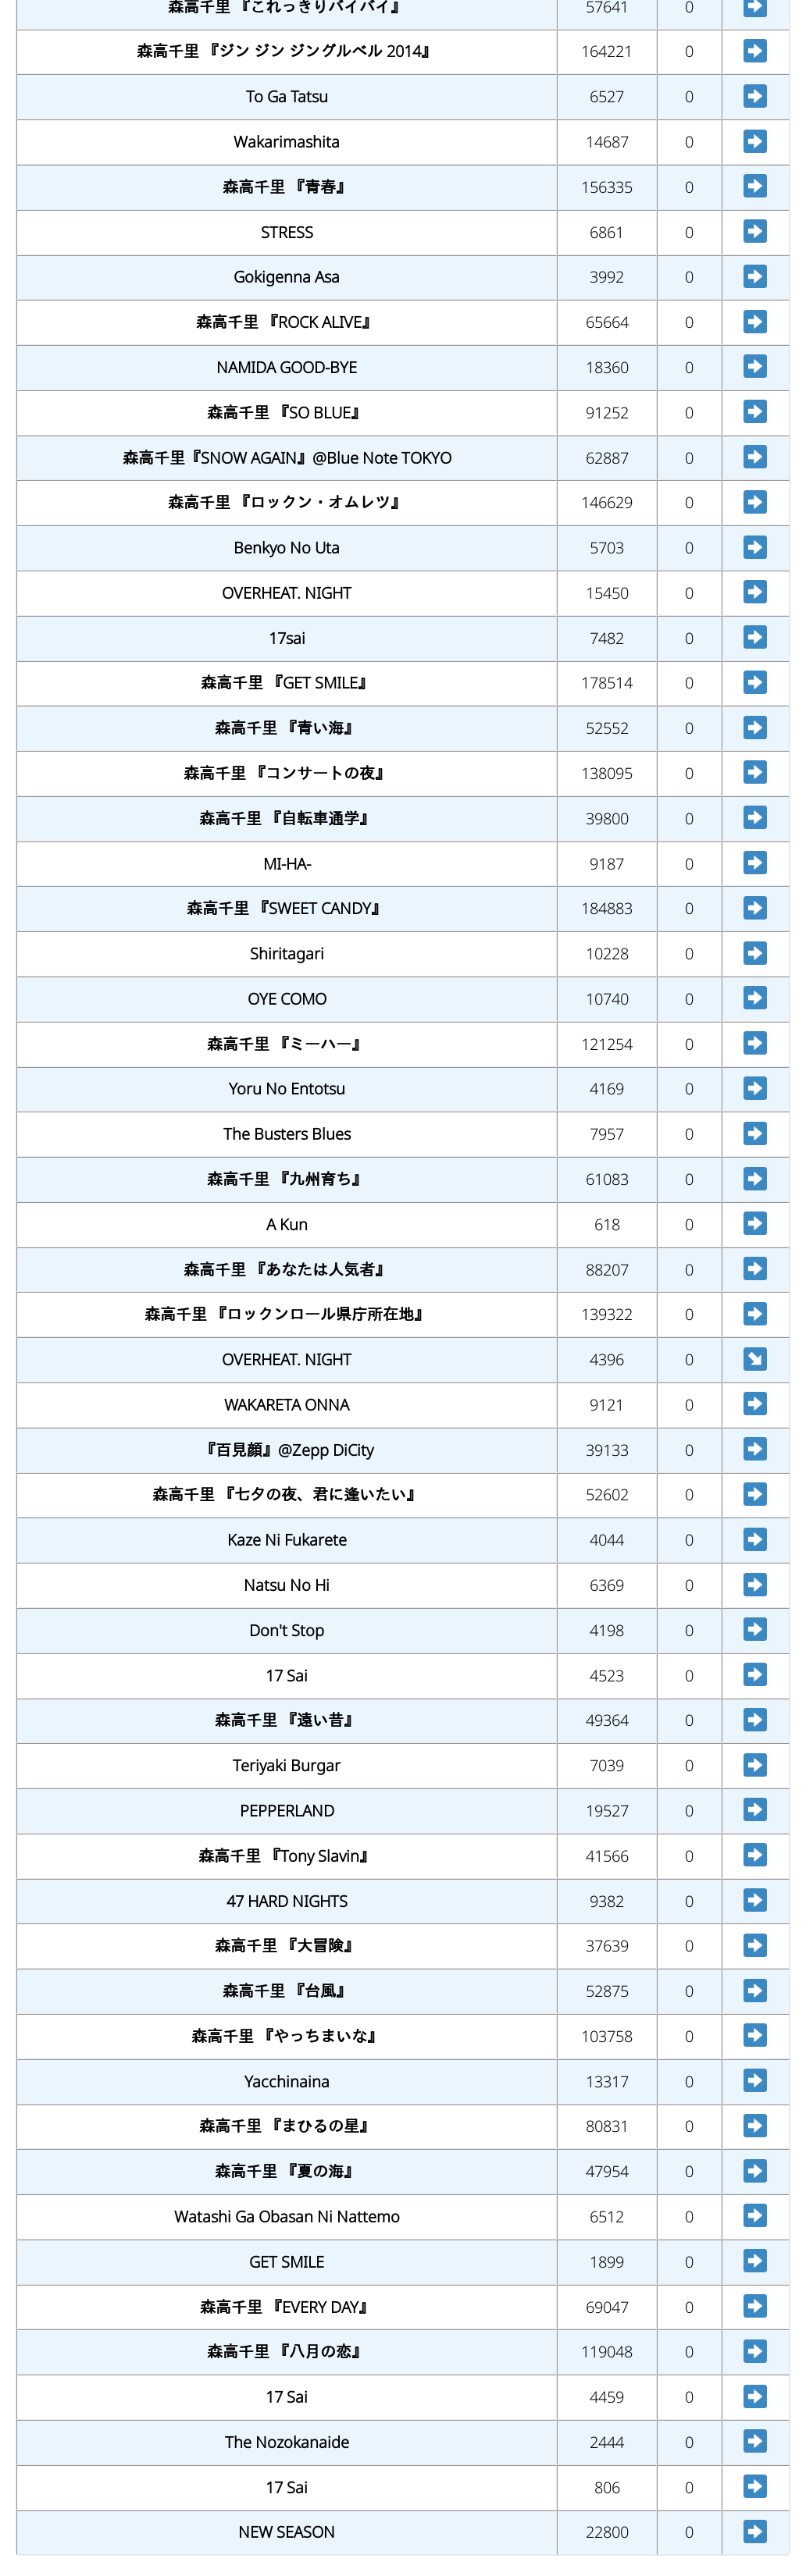 森高千里 『これっきりバイバイ』 57641 0
森高千里 『ジン ジン ジングルベル 2014』 164221 0
To Ga Tatsu 6527 0
Wakarimashita 14687 0
森高千里 『青春』 156335 0
STRESS 6861 0
Gokigenna Asa 3992 0
森高千里 『ROCK ALIVE』 65664 0
NAMIDA GOOD-BYE 18360 0
森高千里 『SO BLUE』 91252 0
森高千里『SNOW AGAIN』@Blue Note TOKYO 62887 0
森高千里 『ロックン・オムレツ』 146629 0
Benkyo No Uta 5703 0
OVERHEAT. NIGHT 15450 0
17sai 7482 0
森高千里 『GET SMILE』 178514 0
森高千里 『青い海』 52552 0
森高千里 『コンサートの夜』 138095 0
森高千里 『自転車通学』 39800 0
MI-HA- 9187 0
森高千里 『SWEET CANDY』 184883 0
Shiritagari 10228 0
OYE COMO 10740 0
森高千里 『ミーハー』 121254 0
Yoru No Entotsu 4169 0
The Busters Blues 7957 0
森高千里 『九州育ち』 61083 0
A Kun 618 0
森高千里 『あなたは人気者』 88207 0
森高千里 『ロックンロール県庁所在地』 139322 0
OVERHEAT. NIGHT 4396 0
WAKARETA ONNA 9121 0
『百見顔』@Zepp DiCity 39133 0
森高千里 『七夕の夜、君に逢いたい』 52602 0
Kaze Ni Fukarete 4044 0
Natsu No Hi 6369 0
Don't Stop 4198 0
17 Sai 4523 0
森高千里 『遠い昔』 49364 0
Teriyaki Burgar 7039 0
PEPPERLAND 19527 0
森高千里 『Tony Slavin』 41566 0
47 HARD NIGHTS 9382 0
森高千里 『大冒険』 37639 0
森高千里 『台風』 52875 0
森高千里 『やっちまいな』 103758 0
Yacchinaina 13317 0
森高千里 『まひるの星』 80831 0
森高千里 『夏の海』 47954 0
Watashi Ga Obasan Ni Nattemo 6512 0
GET SMILE 1899 0
森高千里 『EVERY DAY』 69047 0
森高千里 『八月の恋』 119048 0
17 Sai 4459 0
The Nozokanaide 2444 0
17 Sai 806 0
NEW SEASON 22800 0